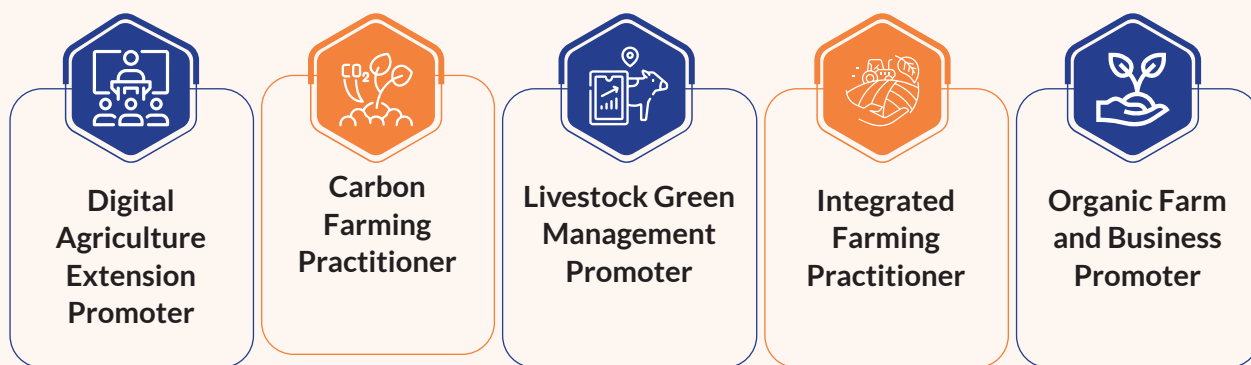 Digital
Agriculture
Extension
Promoter
CO₂
Carbon
Farming
Practitioner
Livestock Green
Management
Promoter
Integrated
Farming
Practitioner
Organic Farm
and Business
Promoter